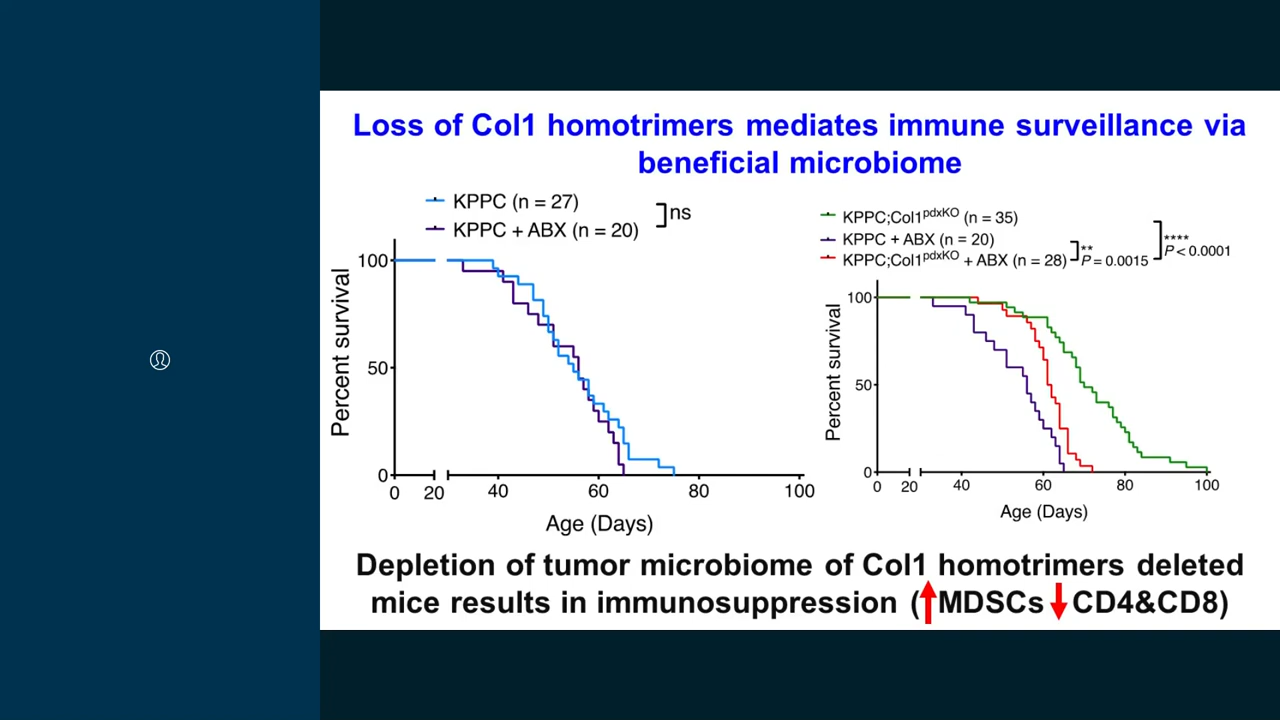 Loss of Col1 homotrimers mediates immune surveillance via
beneficial microbiome
KPPC (n = 27)
KPPC + ABX (n = 20)
ns
100
50
0
Percent survival
0 20 40 60 80 100
Age (Days)
KPPC;Col1pdxKO (n = 35)
KPPC + ABX (n = 20)
KPPC;Col1pdxKO + ABX (n = 28)
**
P = 0.0015
****
P < 0.0001
100
50
0
Percent survival
0 20 40 60 80 100
Age (Days)
Depletion of tumor microbiome of Col1 homotrimers deleted
mice results in immunosuppression (↑MDSCs↓CD4&CD8)